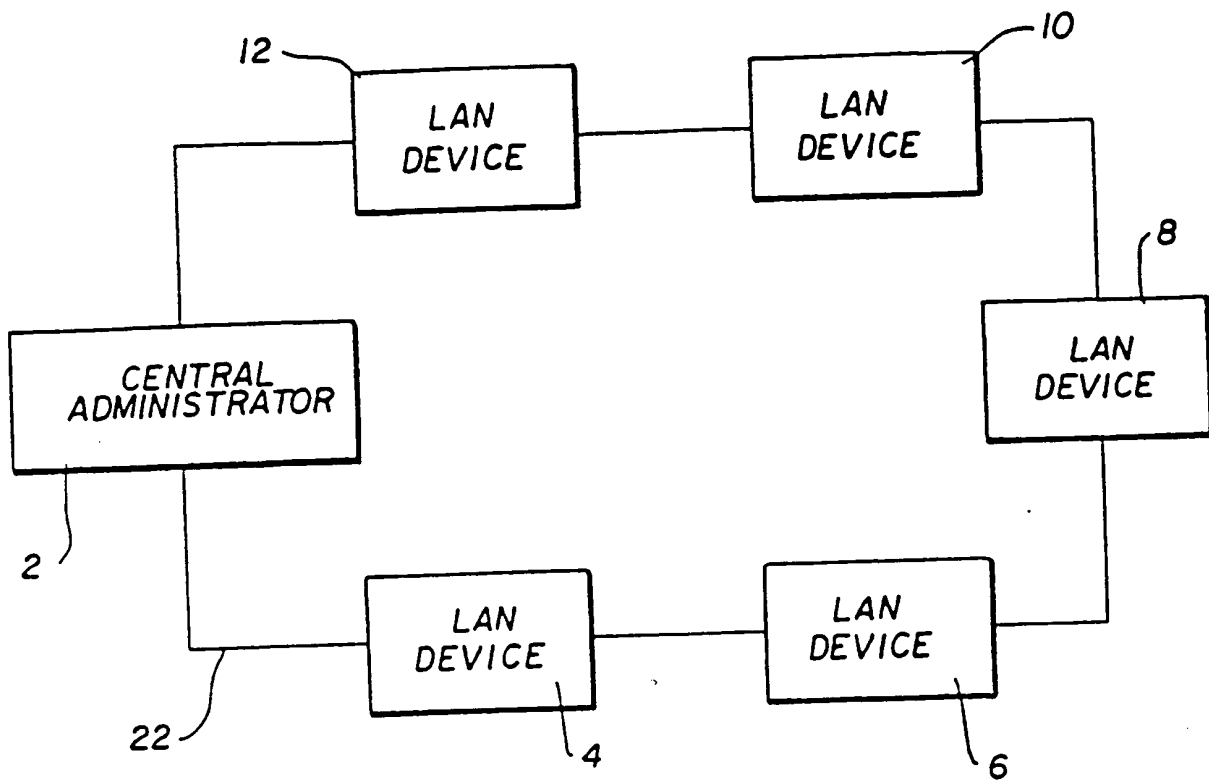 12
LAN
DEVICE
10
LAN
DEVICE
8
LAN
DEVICE
CENTRAL
ADMINISTRATOR
2
LAN
DEVICE
4
LAN
DEVICE
6
22